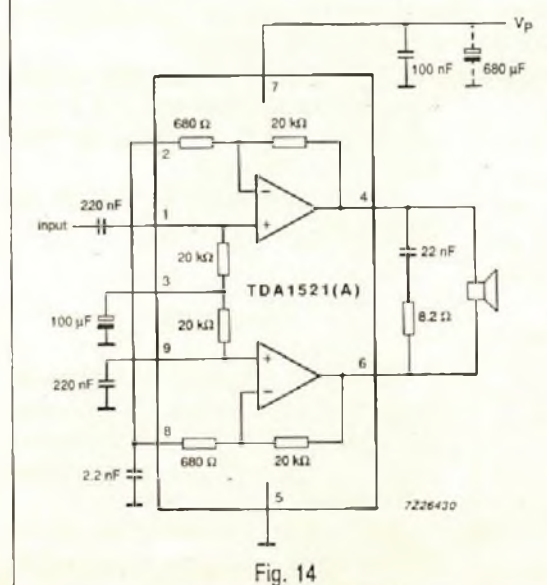 Vₚ
100 nF
680 µF
7
680 Ω
20 kΩ
2
4
220 nF
1
input
20 kΩ
22 nF
3
TDA1521(A)
20 kΩ
100 µF
8.2 Ω
9
6
220 nF
8
680 Ω
20 kΩ
2.2 nF
5
7Z26430
Fig. 14